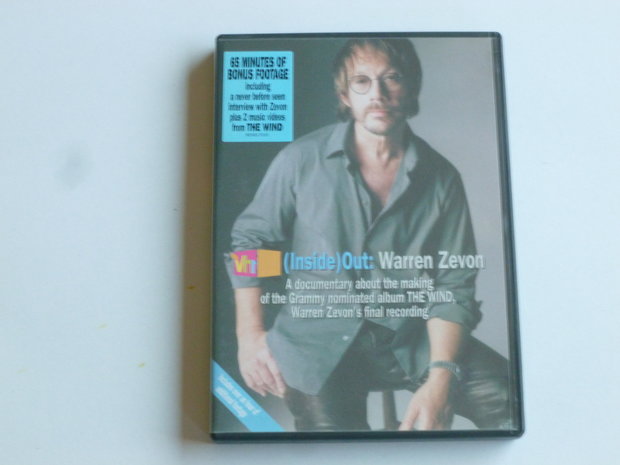 65 MINUTES OF
BONUS FOOTAGE
Including
a never before seen
interview with Zevon
plus 2 music videos
from THE WIND
Vh1 (Inside)Out: Warren Zevon
A documentary about the making
of the Grammy nominated album THE WIND,
Warren Zevon's final recording